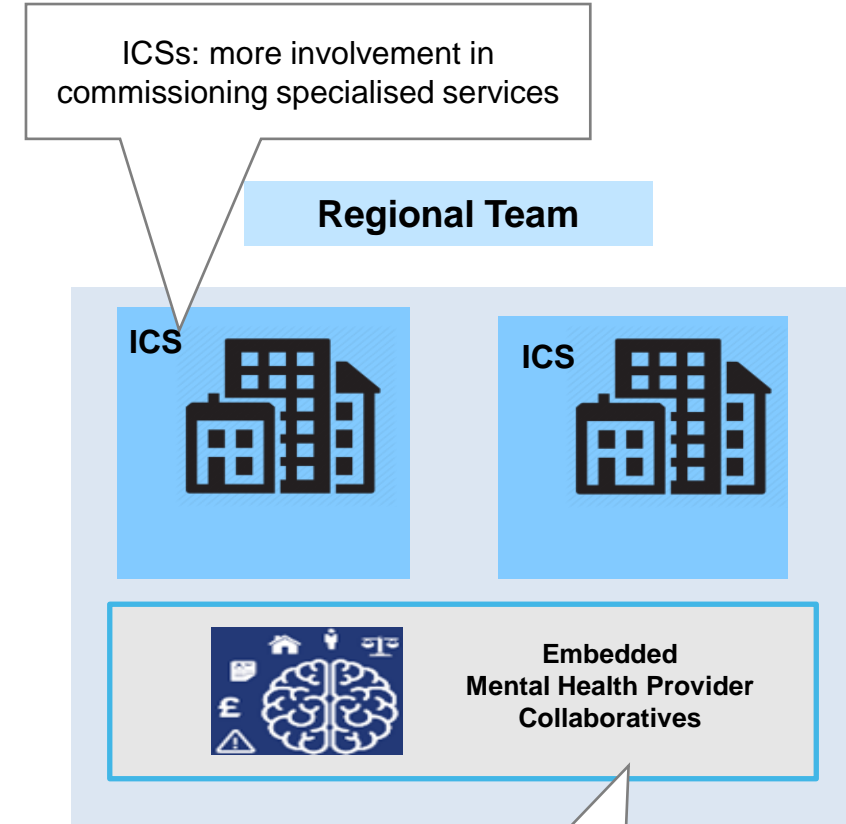 ICSs: more involvement in
commissioning specialised services
Regional Team
ICS
ICS
£
Embedded
Mental Health Provider
Collaboratives